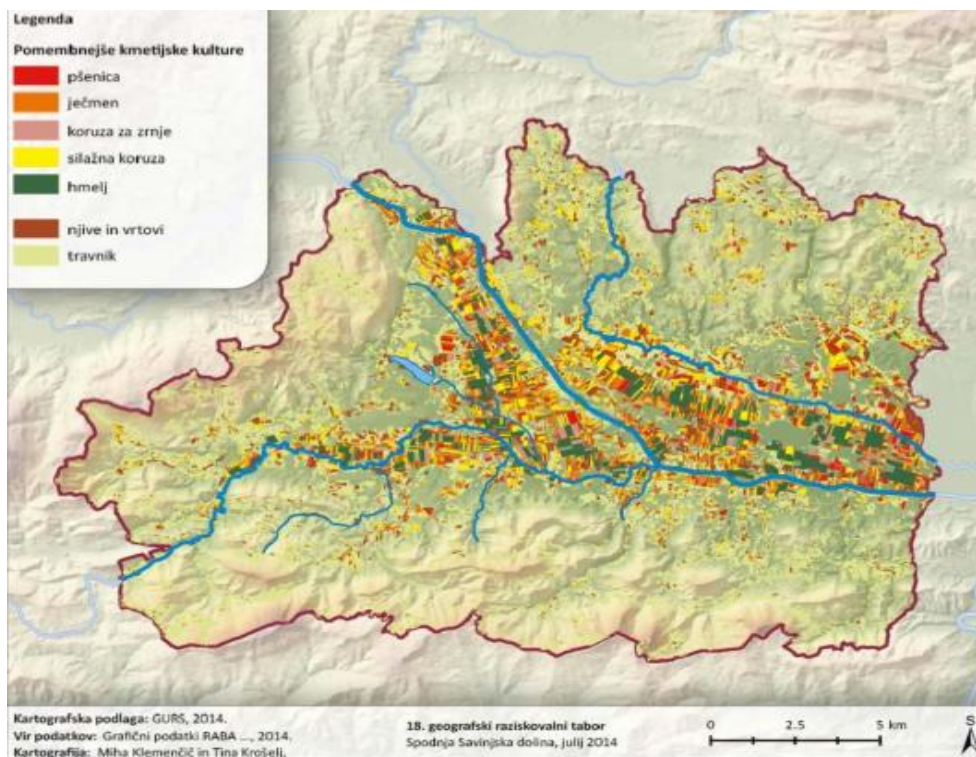 Legenda
Pomembnejše kmetijske kulture
pšenica
ječmen
koruza za zrnje
silažna koruza
hmelj
njive in vrtovi
travnik
Kartografska podlaga: GURS, 2014.
Vir podatkov: Grafični podatki RABA ..., 2014.
Kartografija: Miha Klemenčič in Tina Krošelj.
18. geografski raziskovalni tabor
Spodnja Savinjska dolina, julij 2014
0 2.5 5 km
S